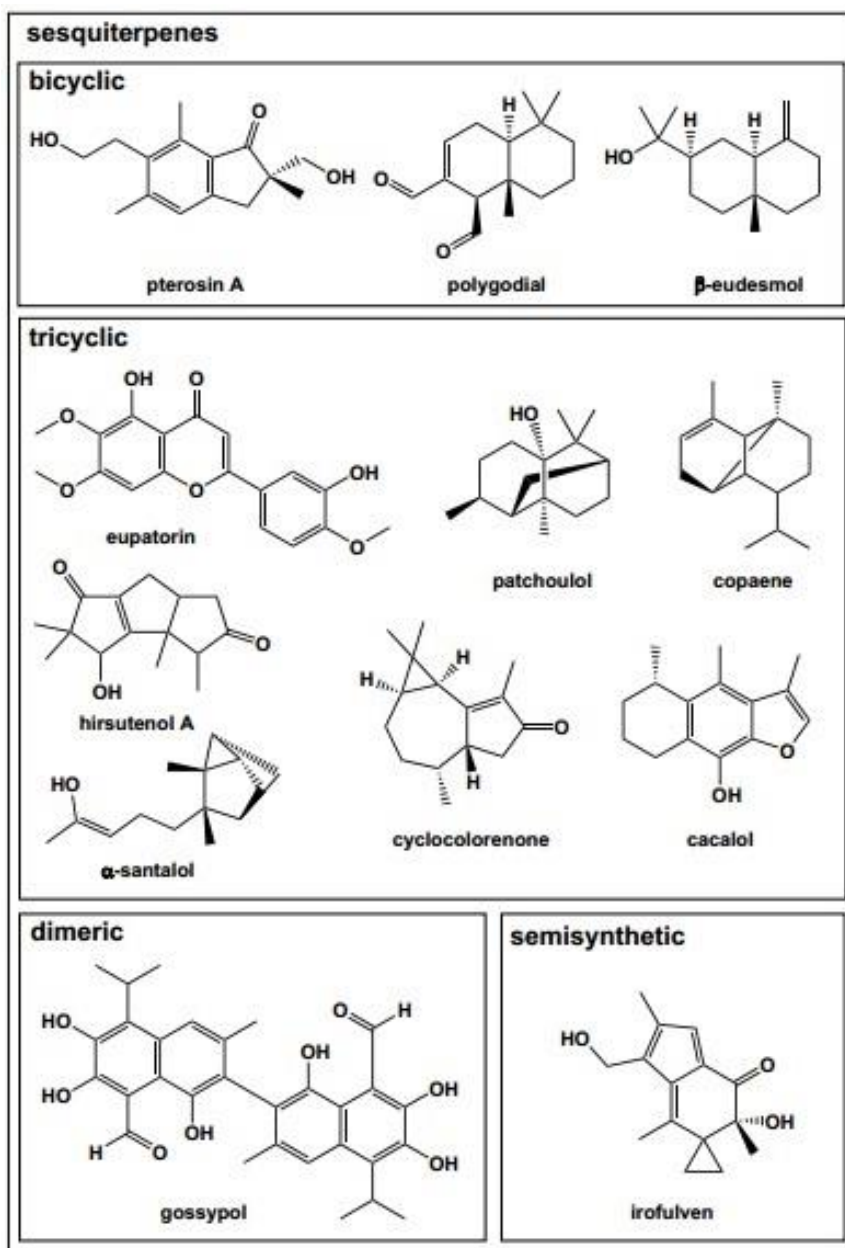 sesquiterpenes
bicyclic
HO
O
OH
pterosin A
H
O
O
polygodial
H
H
HO
β-eudesmol
tricyclic
OH
O
O
O
O
OH
O
eupatorin
HO
patchoulol
copaene
O
O
OH
hirsutenol A
H
H
O
H
cyclocolorenone
O
OH
cacalol
HO
α-santalol
dimeric
HO
HO
H
O
OH
O
H
OH
OH
OH
gossypol
semisynthetic
HO
O
OH
irofulven